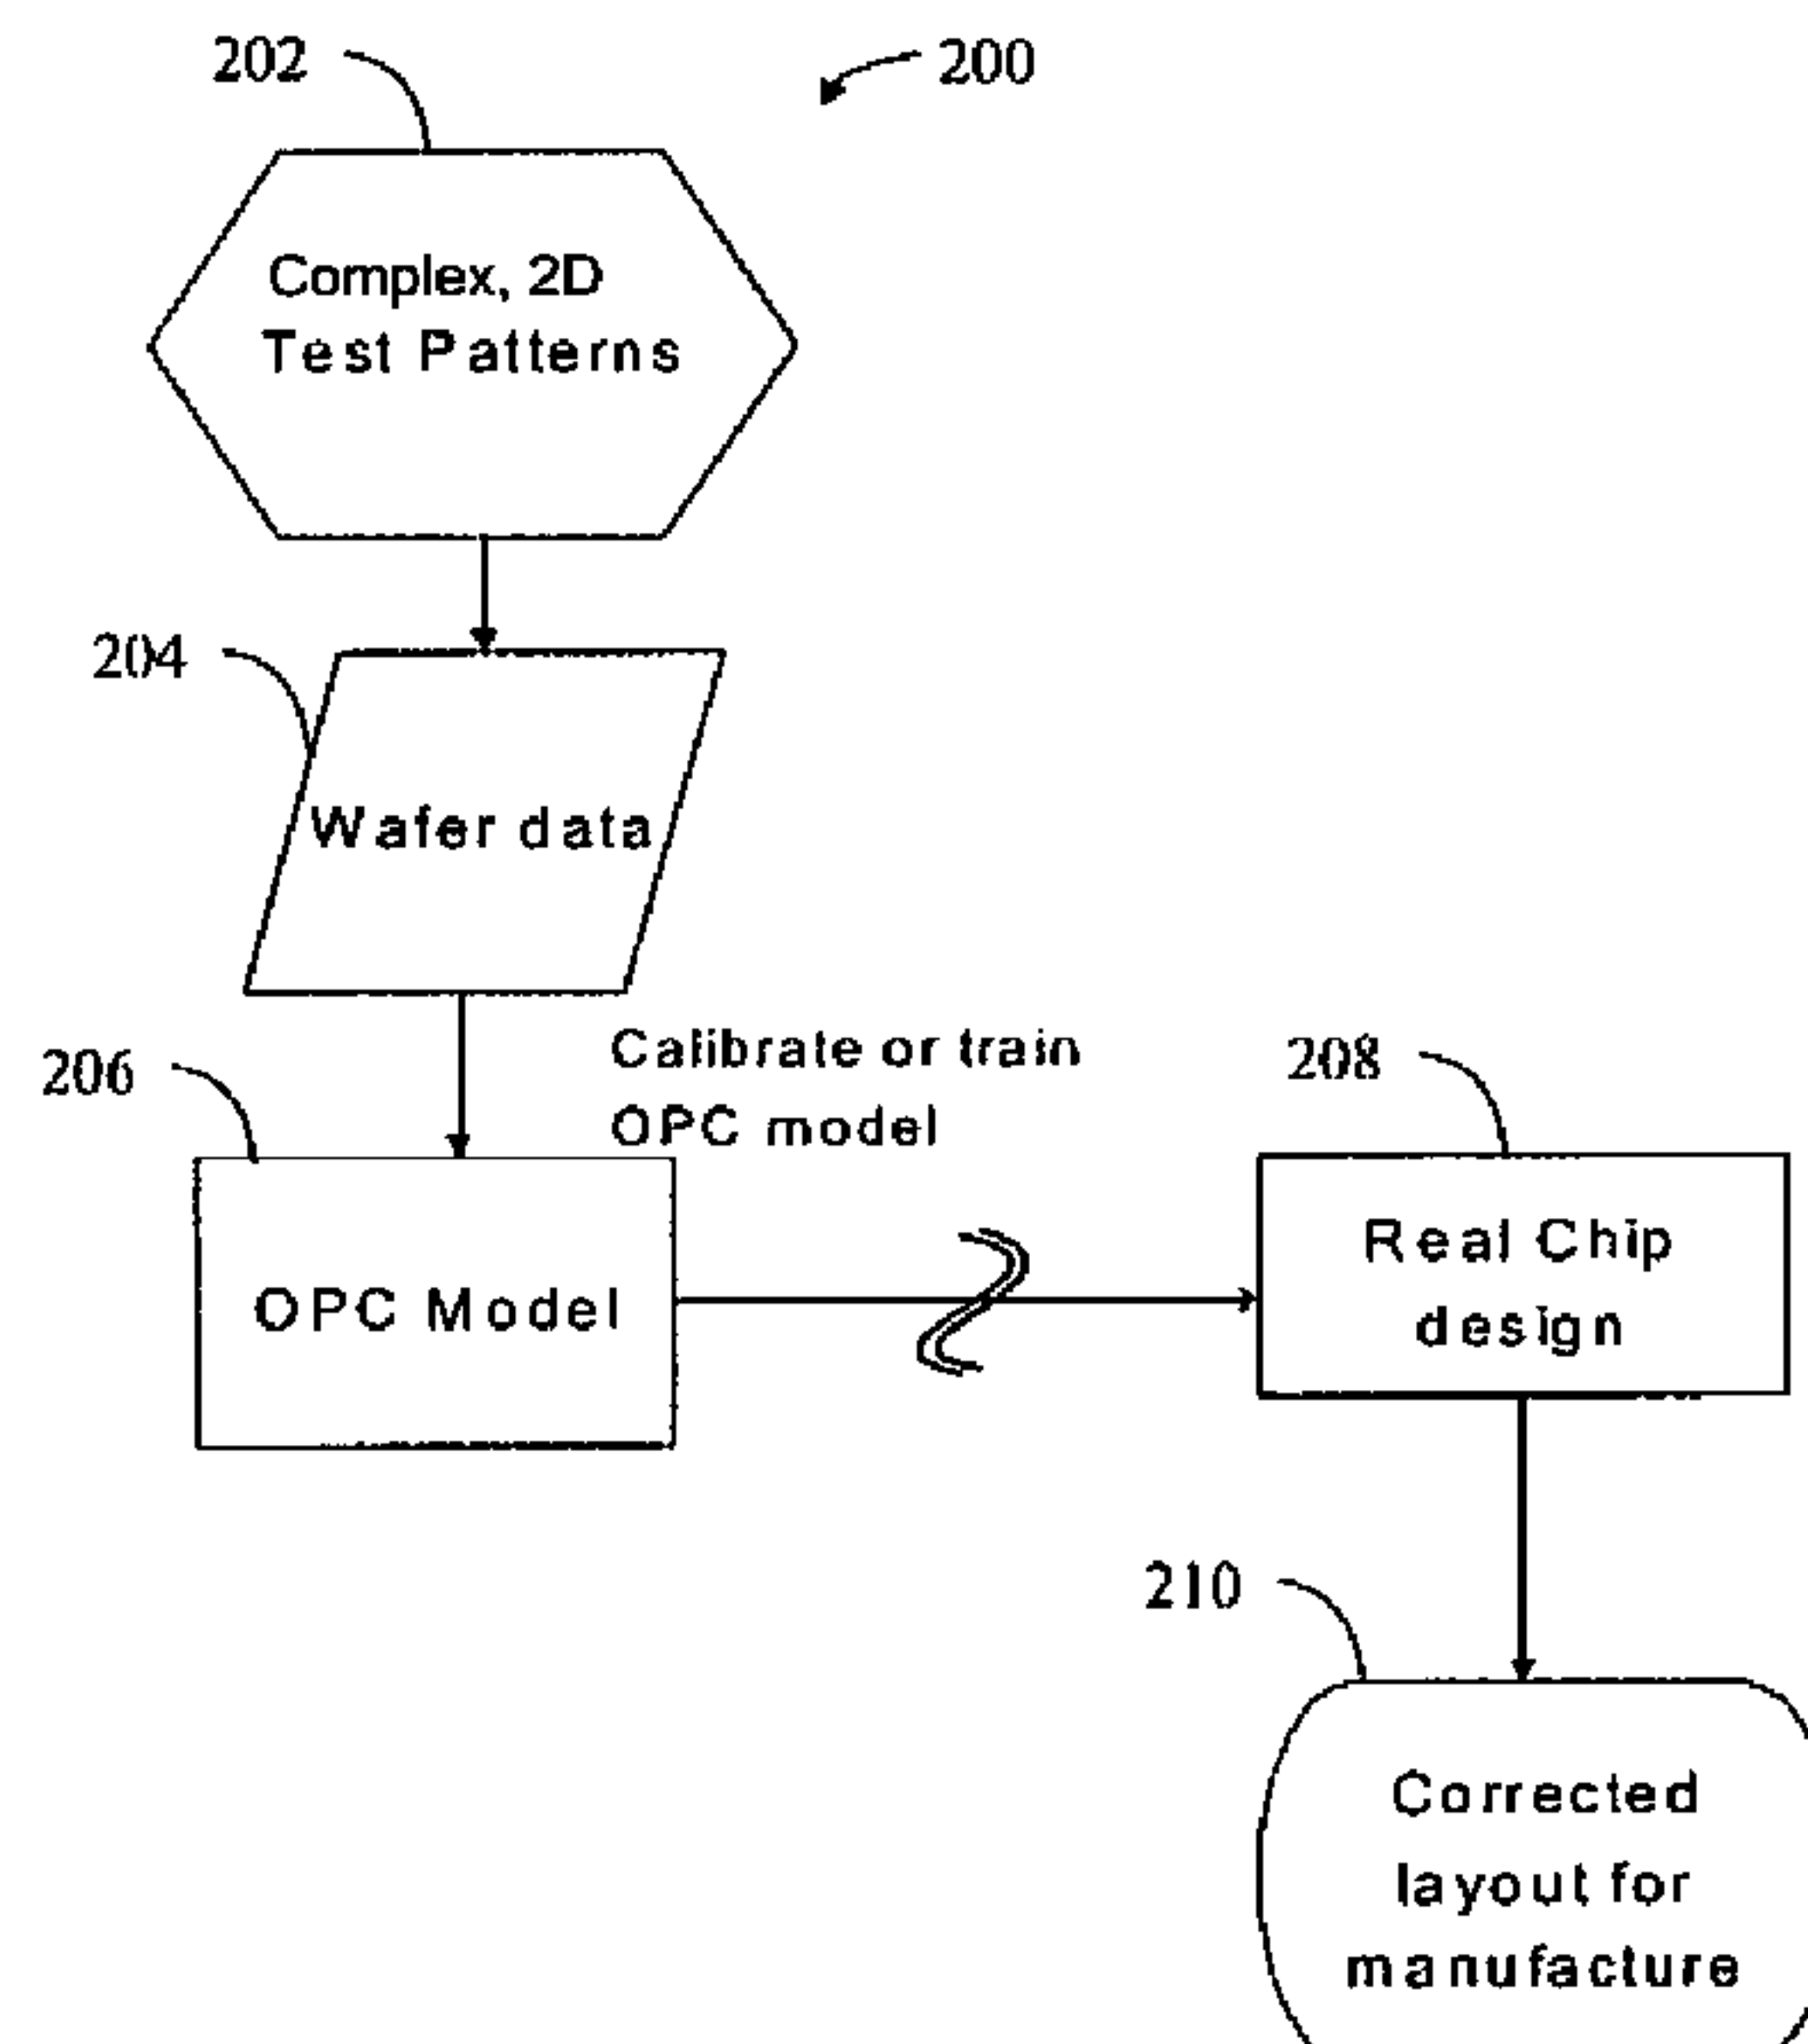 202
200
Complex, 2D
Test Patterns
204
Wafer data
Calibrate or train
OPC model
206
208
OPC Model
Real Chip
design
210
Corrected
layout for
manufacture